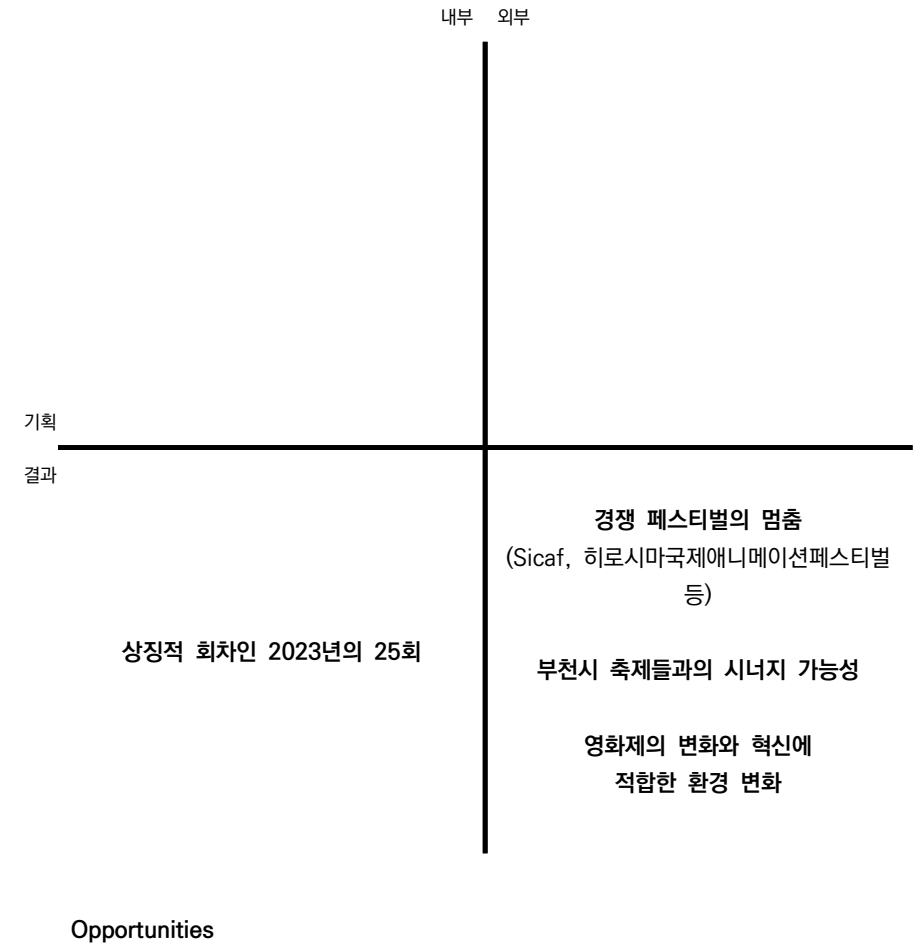 내부 외부
기획
결과
상징적 회차인 2023년의 25회
경쟁 페스티벌의 멈춤
(Sicaf, 히로시마국제애니메이션페스티벌
등)
부천시 축제들과의 시너지 가능성
영화제의 변화와 혁신에
적합한 환경 변화
Opportunities